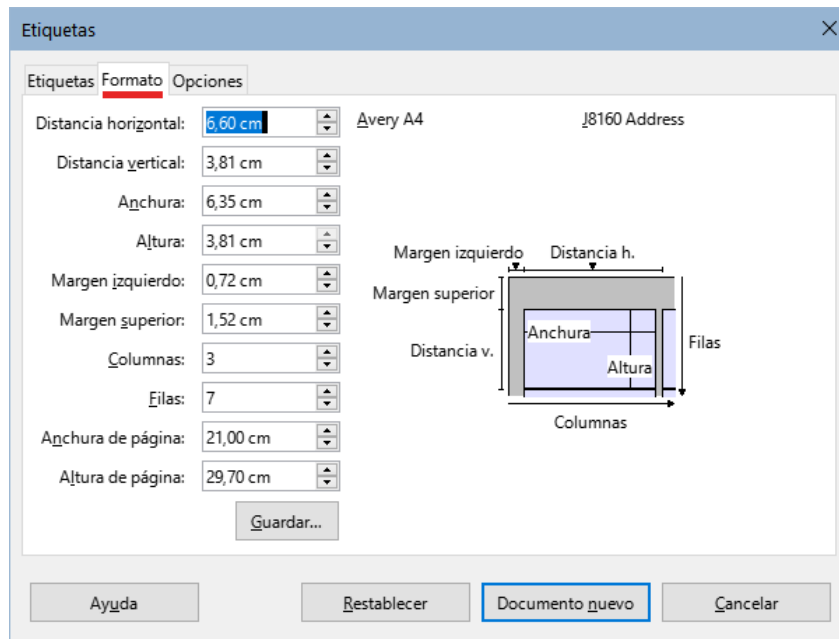 Etiquetas
Etiquetas Formato Opciones
Distancia horizontal: 6,60 cm Avery A4 J8160 Address
Distancia vertical: 3,81 cm
Anchura: 6,35 cm
Altura: 3,81 cm
Margen izquierdo: 0,72 cm
Margen superior: 1,52 cm
Columnas: 3
Filas: 7
Anchura de página: 21,00 cm
Altura de página: 29,70 cm
Guardar...
Margen izquierdo Distancia h.
Margen superior
Anchura
Distancia v.
Filas
Altura
Columnas
Ayuda Restablecer Documento nuevo Cancelar